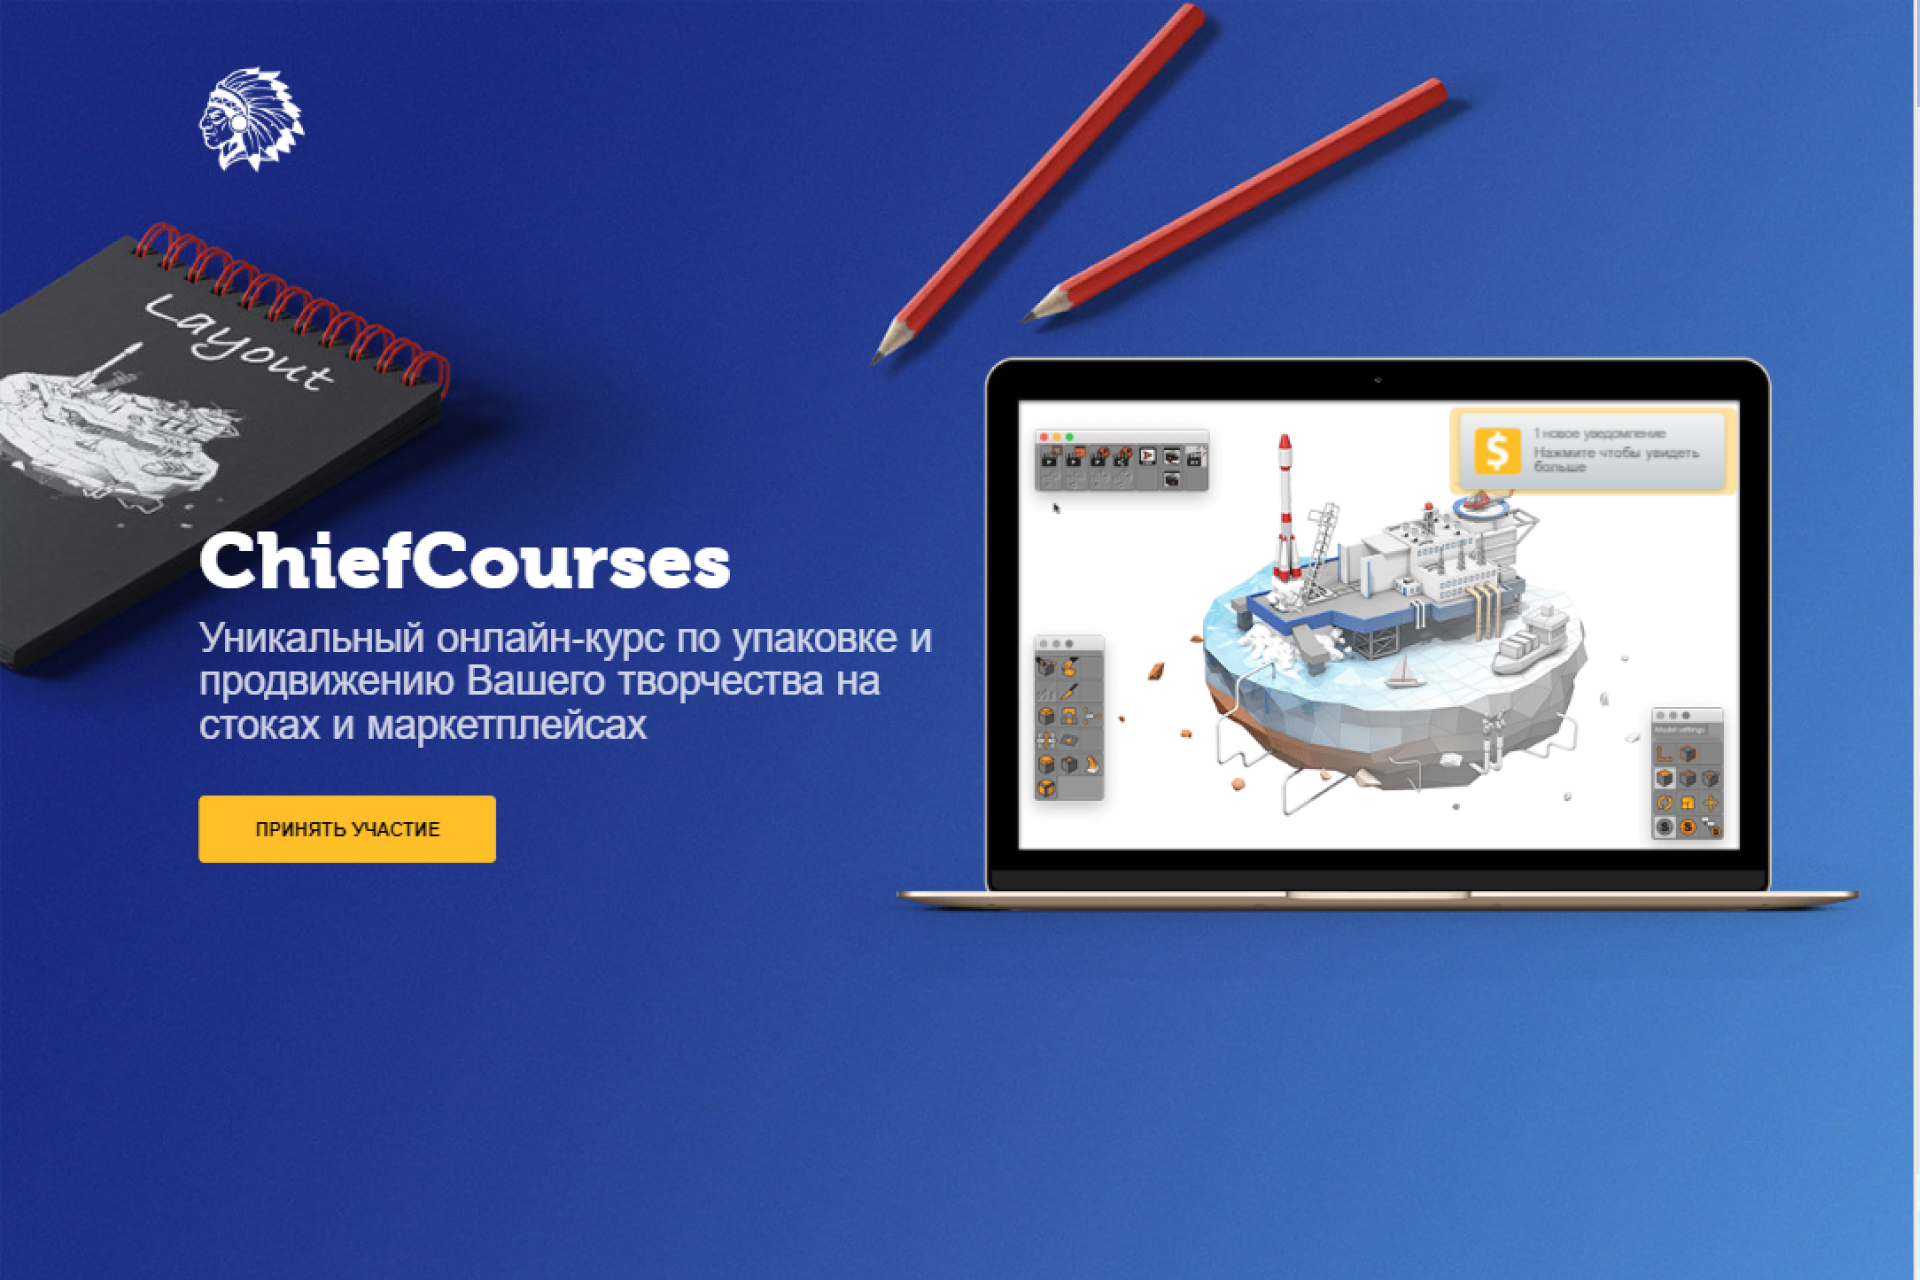 Layout
ChiefCourses
Уникальный онлайн-курс по упаковке и
продвижению Вашего творчества на
стоках и маркетплейсах
ПРИНЯТЬ УЧАСТИЕ
$
1 новое уведомление
Нажмите чтобы увидеть
больше
Model settings